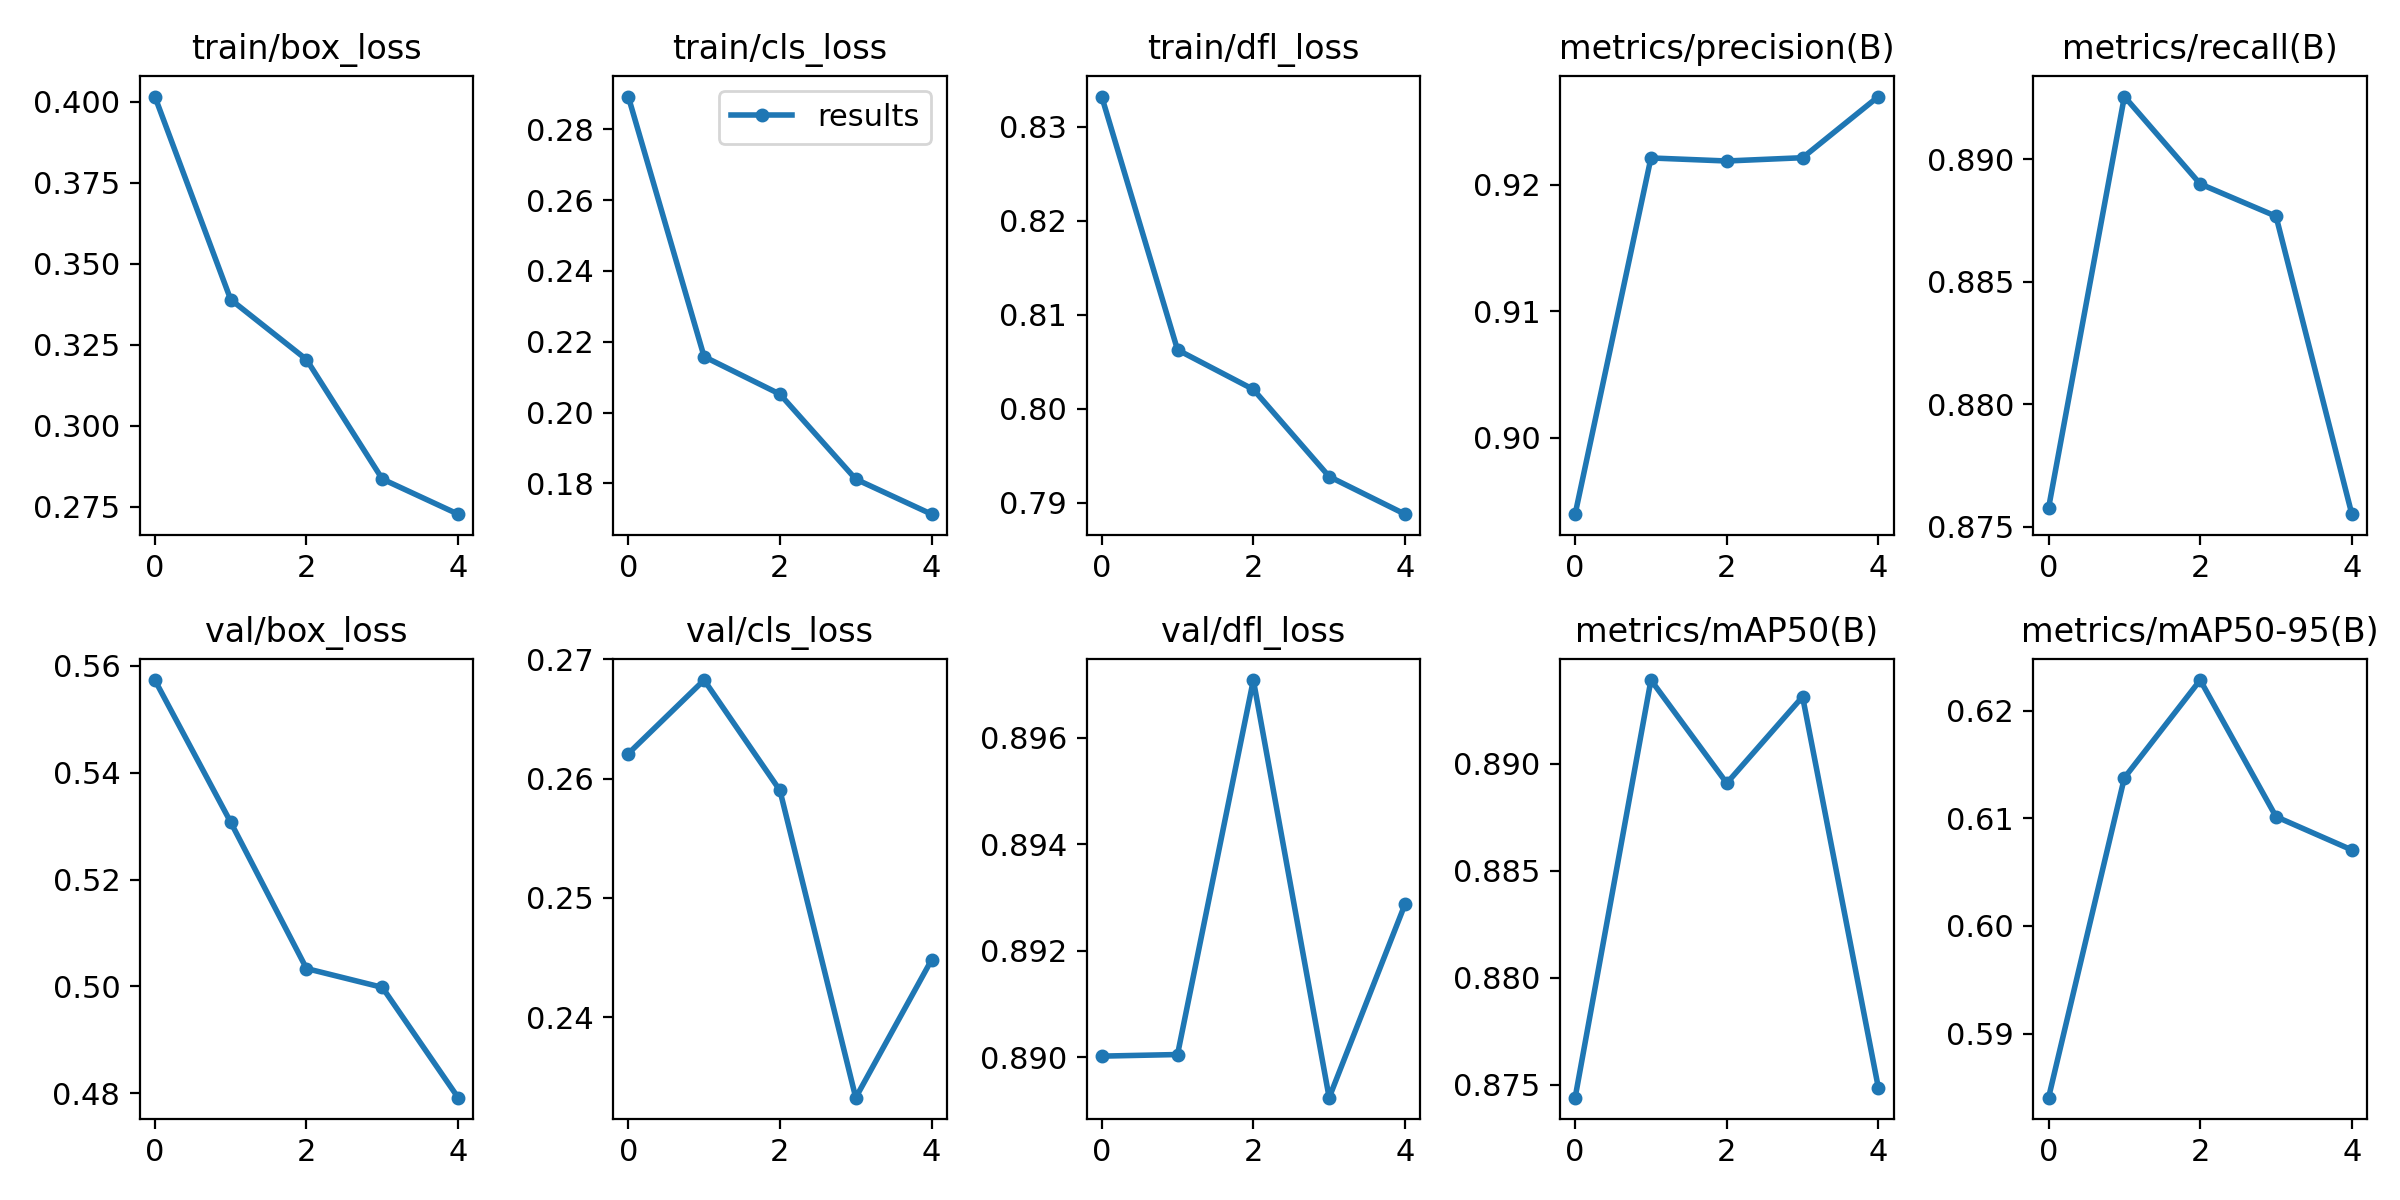 train/box_loss
0.400
0.375
0.350
0.325
0.300
0.275
0 2 4
train/cls_loss
results
0.28
0.26
0.24
0.22
0.20
0.18
0 2 4
train/dfl_loss
0.83
0.82
0.81
0.80
0.79
0 2 4
metrics/precision(B)
0.92
0.91
0.90
0 2 4
metrics/recall(B)
0.890
0.885
0.880
0.875
0 2 4
val/box_loss
0.56
0.54
0.52
0.50
0.48
0 2 4
val/cls_loss
0.27
0.26
0.25
0.24
0 2 4
val/dfl_loss
0.896
0.894
0.892
0.890
0 2 4
metrics/mAP50(B)
0.890
0.885
0.880
0.875
0 2 4
metrics/mAP50-95(B)
0.62
0.61
0.60
0.59
0 2 4